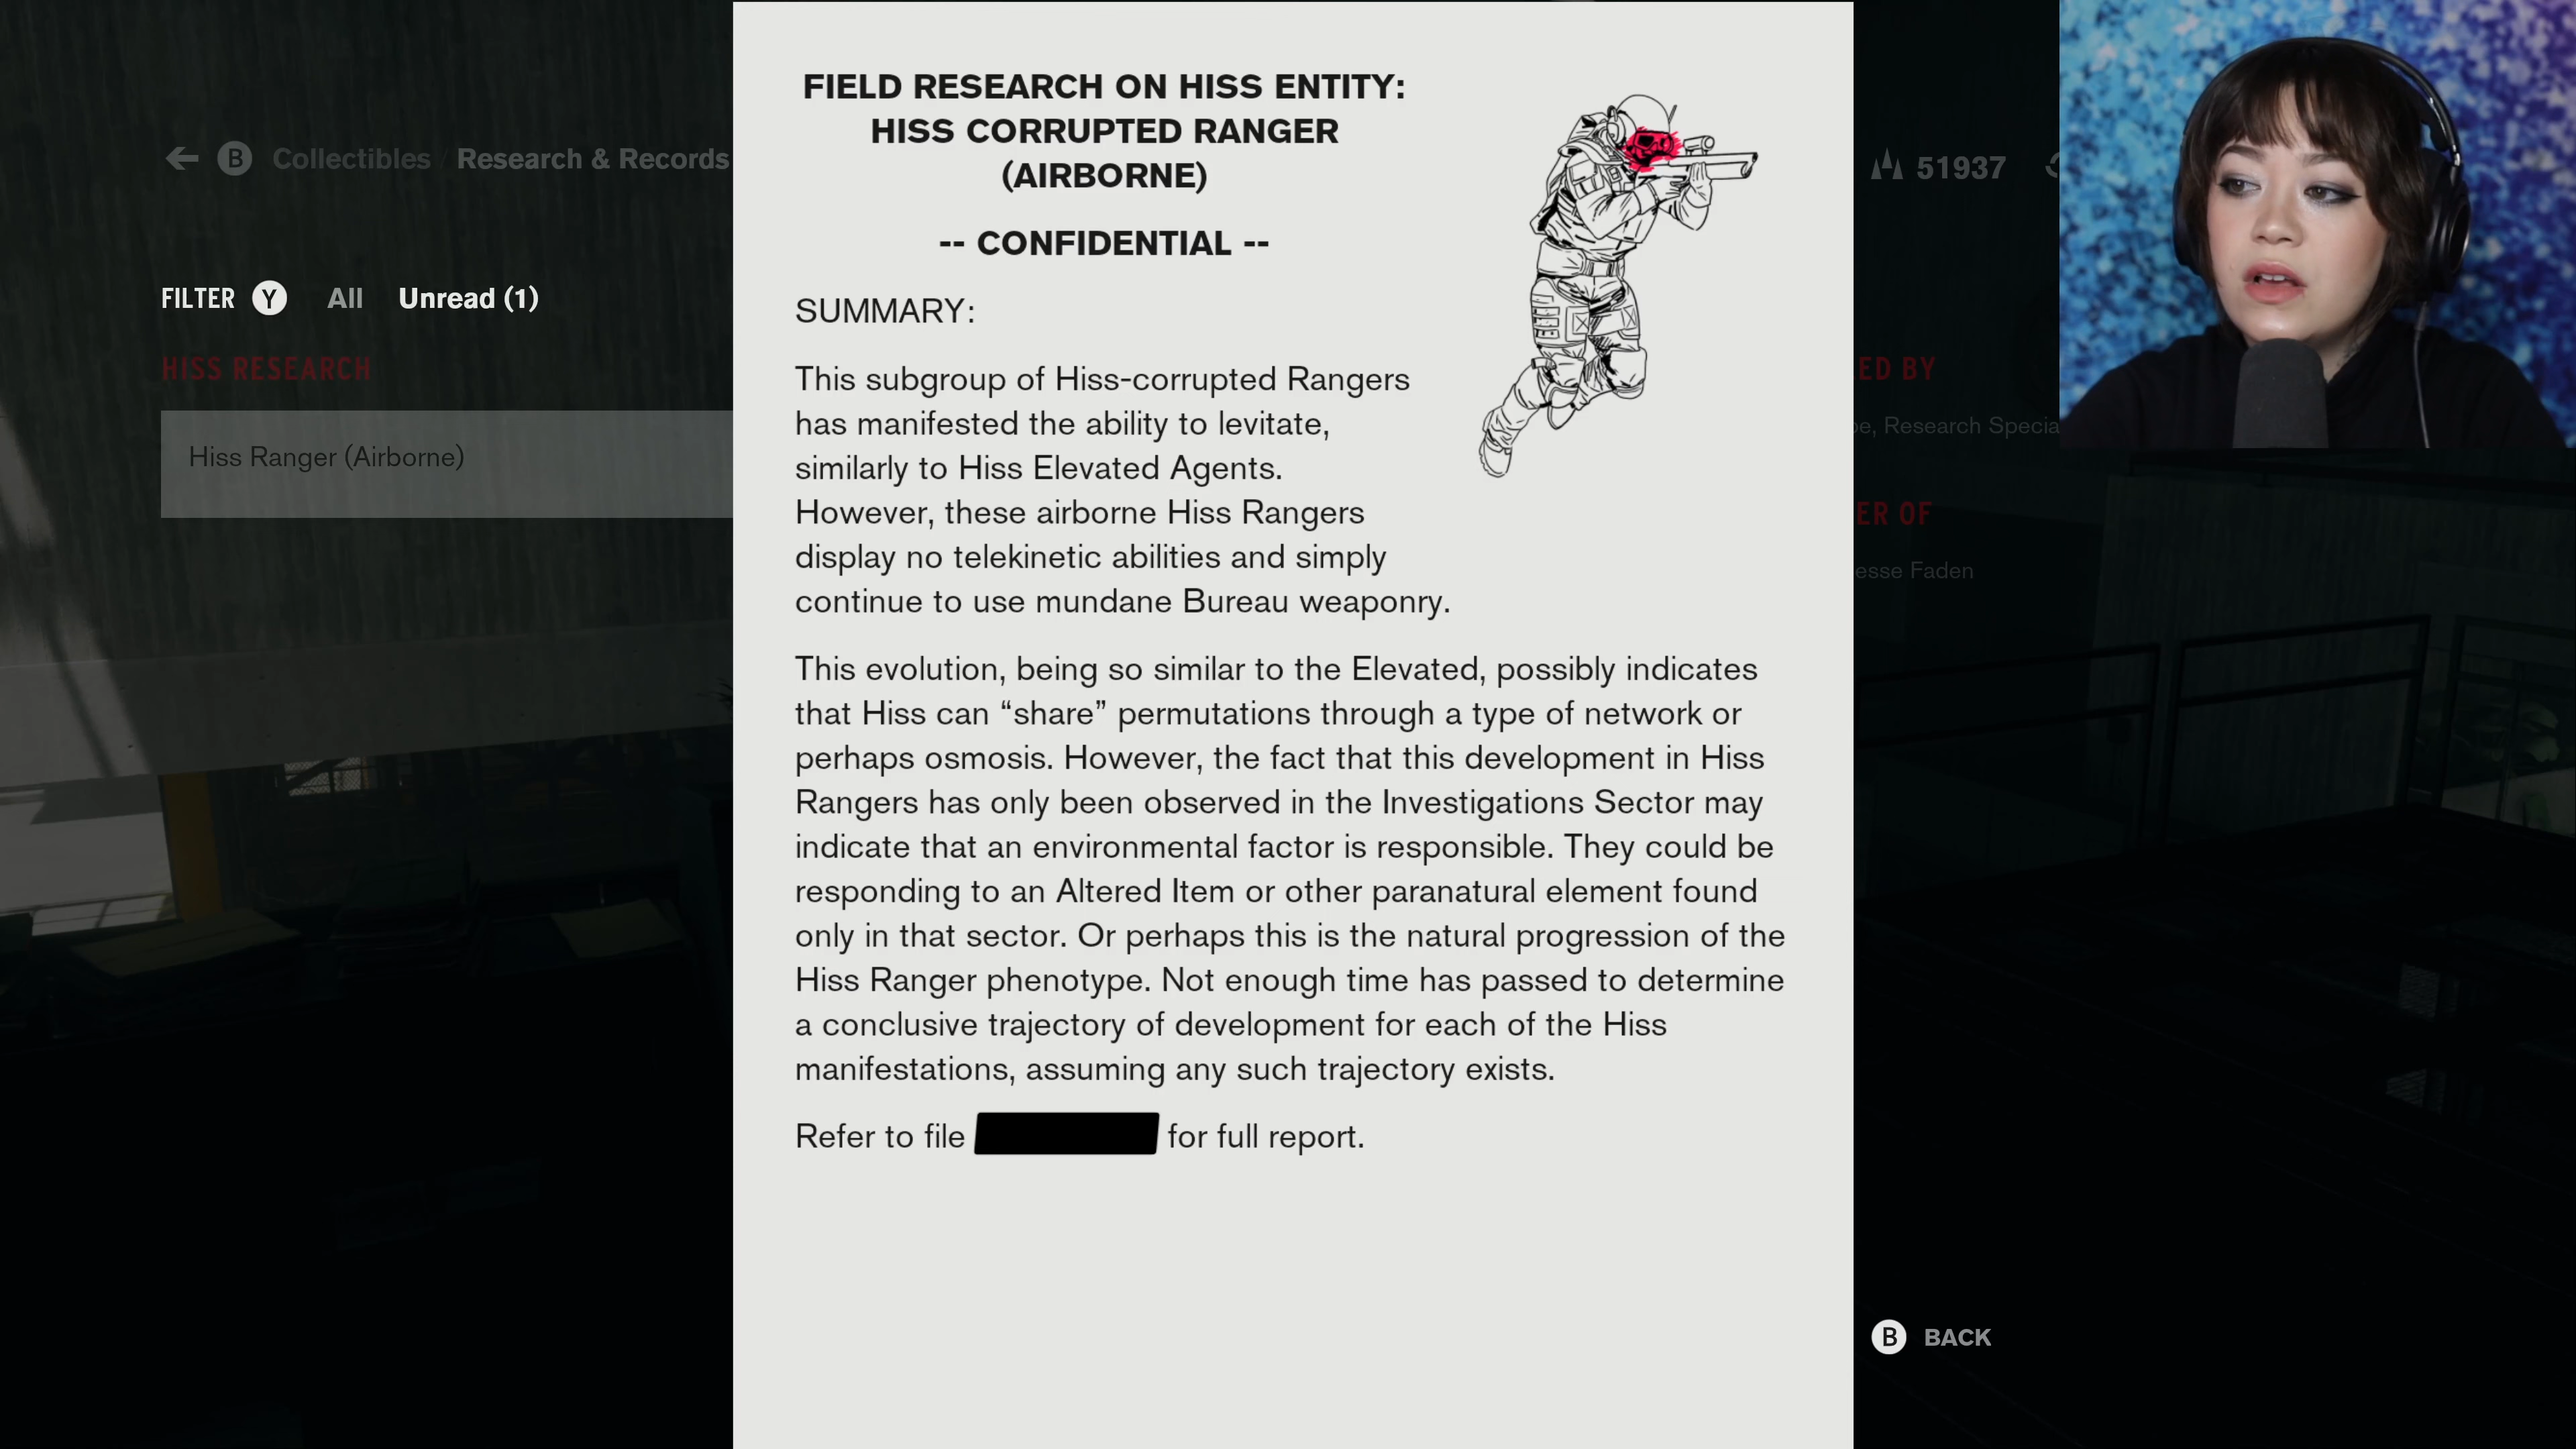 B Collectibles / Research & Records
FILTER Y All Unread (1)
HISS RESEARCH
Hiss Ranger (Airborne)
FIELD RESEARCH ON HISS ENTITY:
HISS CORRUPTED RANGER
(AIRBORNE)
-- CONFIDENTIAL --
SUMMARY:
This subgroup of Hiss-corrupted Rangers
has manifested the ability to levitate,
similarly to Hiss Elevated Agents.
However, these airborne Hiss Rangers
display no telekinetic abilities and simply
continue to use mundane Bureau weaponry.
This evolution, being so similar to the Elevated, possibly indicates
that Hiss can “share” permutations through a type of network or
perhaps osmosis. However, the fact that this development in Hiss
Rangers has only been observed in the Investigations Sector may
indicate that an environmental factor is responsible. They could be
responding to an Altered Item or other paranatural element found
only in that sector. Or perhaps this is the natural progression of the
Hiss Ranger phenotype. Not enough time has passed to determine
a conclusive trajectory of development for each of the Hiss
manifestations, assuming any such trajectory exists.
Refer to file for full report.
51937
ED BY
pe, Research Specia
ER OF
esse Faden
B BACK